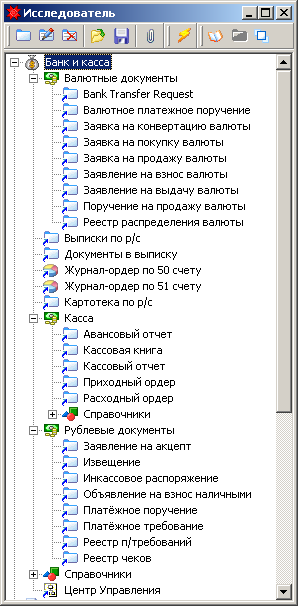 Исследователь
Банк и касса
Валютные документы
Bank Transfer Request
Валютное платежное поручение
Заявка на конвертацию валюты
Заявка на покупку валюты
Заявка на продажу валюты
Заявление на взнос валюты
Заявление на выдачу валюты
Поручение на продажу валюты
Реестр распределения валюты
Выписки по р/с
Документы в выписку
Журнал-ордер по 50 счету
Журнал-ордер по 51 счету
Картотека по р/с
Касса
Авансовый отчет
Кассовая книга
Кассовый отчет
Приходный ордер
Расходный ордер
Справочники
Рублевые документы
Заявление на акцепт
Извещение
Инкассовое распоряжение
Объявление на взнос наличными
Платёжное поручение
Платёжное требование
Реестр п/требований
Реестр чеков
Справочники
Центр Управления